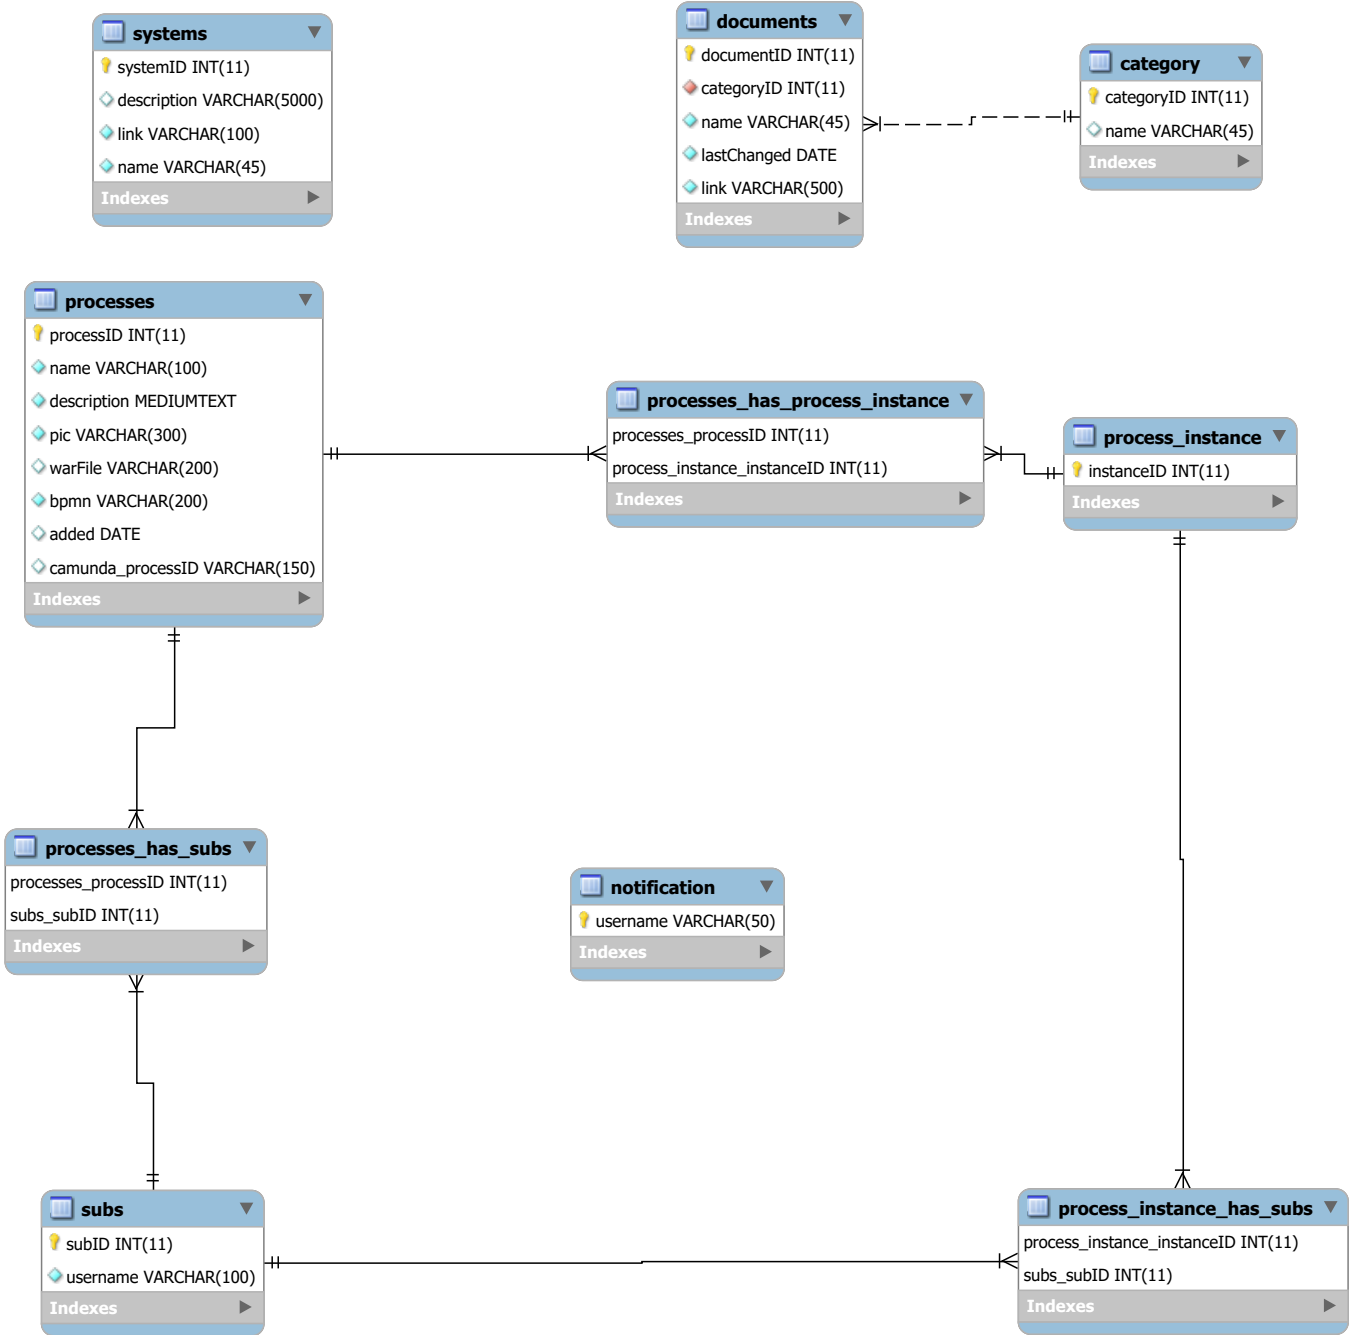 systems
systemID INT(11)
description VARCHAR(5000)
link VARCHAR(100)
name VARCHAR(45)
Indexes
documents
documentID INT(11)
categoryID INT(11)
name VARCHAR(45)
lastChanged DATE
link VARCHAR(500)
Indexes
category
categoryID INT(11)
name VARCHAR(45)
Indexes
processes
processID INT(11)
name VARCHAR(100)
description MEDIUMTEXT
pic VARCHAR(300)
warFile VARCHAR(200)
bpmn VARCHAR(200)
added DATE
camunda_processID VARCHAR(150)
Indexes
processes_has_process_instance
processes_processID INT(11)
process_instance_instanceID INT(11)
Indexes
process_instance
instanceID INT(11)
Indexes
processes_has_subs
processes_processID INT(11)
subs_subID INT(11)
Indexes
notification
username VARCHAR(50)
Indexes
subs
subID INT(11)
username VARCHAR(100)
Indexes
process_instance_has_subs
process_instance_instanceID INT(11)
subs_subID INT(11)
Indexes